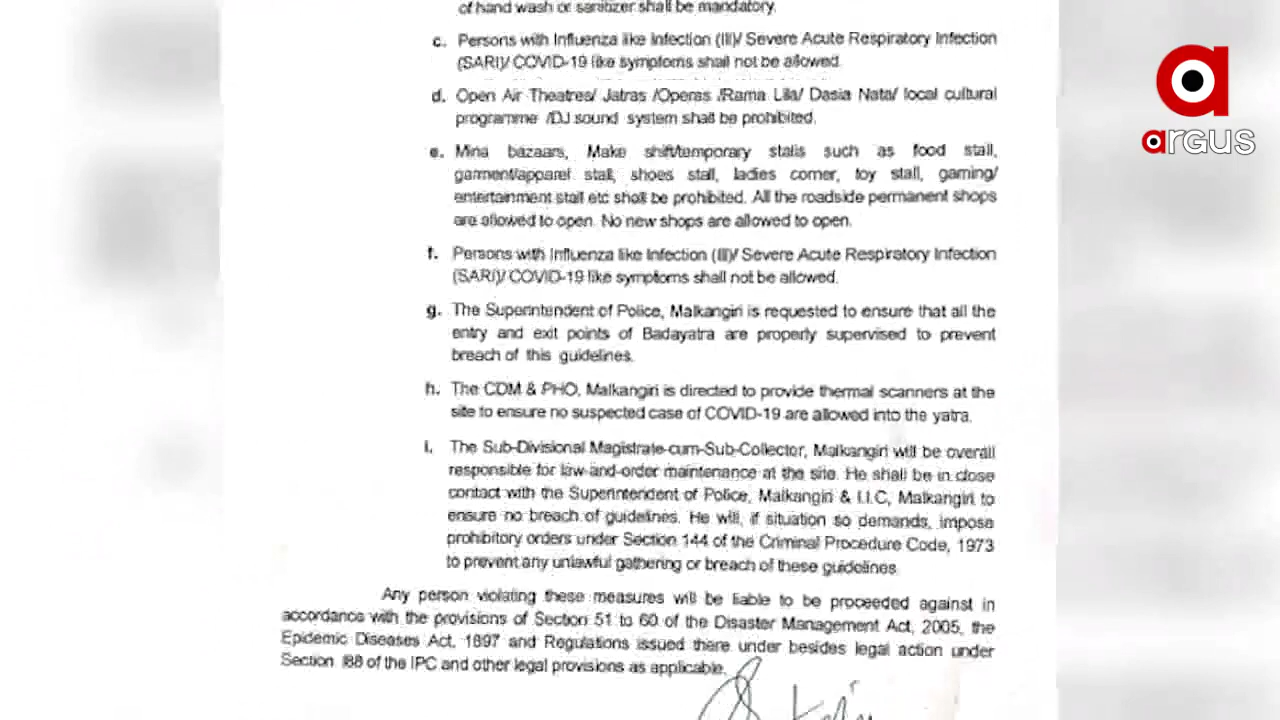 of hand wash or sanitizer shall be mandatory.
c. Persons with Influenza like Infection (ILI)/ Severe Acute Respiratory Infection
(SARI)/ COVID-19 like symptoms shall not be allowed.
d. Open Air Theatres/ Jatras /Operas /Rama Lila/ Dasia Nata/ local cultural
programme /DJ sound system shall be prohibited.
e. Mina bazaars, Make shift/temporary stalls such as food stall,
garment/apparel stall, shoes stall, ladies corner, toy stall, gaming/
entertainment stall etc shall be prohibited. All the roadside permanent shops
are allowed to open. No new shops are allowed to open.
f. Persons with Influenza like Infection (ILI)/ Severe Acute Respiratory Infection
(SARI)/ COVID-19 like symptoms shall not be allowed.
g. The Superintendent of Police, Malkangiri is requested to ensure that all the
entry and exit points of Badayatra are properly supervised to prevent
breach of this guidelines.
h. The CDM & PHO, Malkangiri is directed to provide thermal scanners at the
site to ensure no suspected case of COVID-19 are allowed into the yatra.
i. The Sub-Divisional Magistrate-cum-Sub-Collector, Malkangiri will be overall
responsible for law-and-order maintenance at the site. He shall be in close
contact with the Superintendent of Police, Malkangiri & I.I.C, Malkangiri to
ensure no breach of guidelines. He will, if situation so demands, impose
prohibitory orders under Section 144 of the Criminal Procedure Code, 1973
to prevent any unlawful gathering or breach of these guidelines.
Any person violating these measures will be liable to be proceeded against in
accordance with the provisions of Section 51 to 60 of the Disaster Management Act, 2005, the
Epidemic Diseases Act, 1897 and Regulations issued there under besides legal action under
Section 188 of the IPC and other legal provisions as applicable.
argus